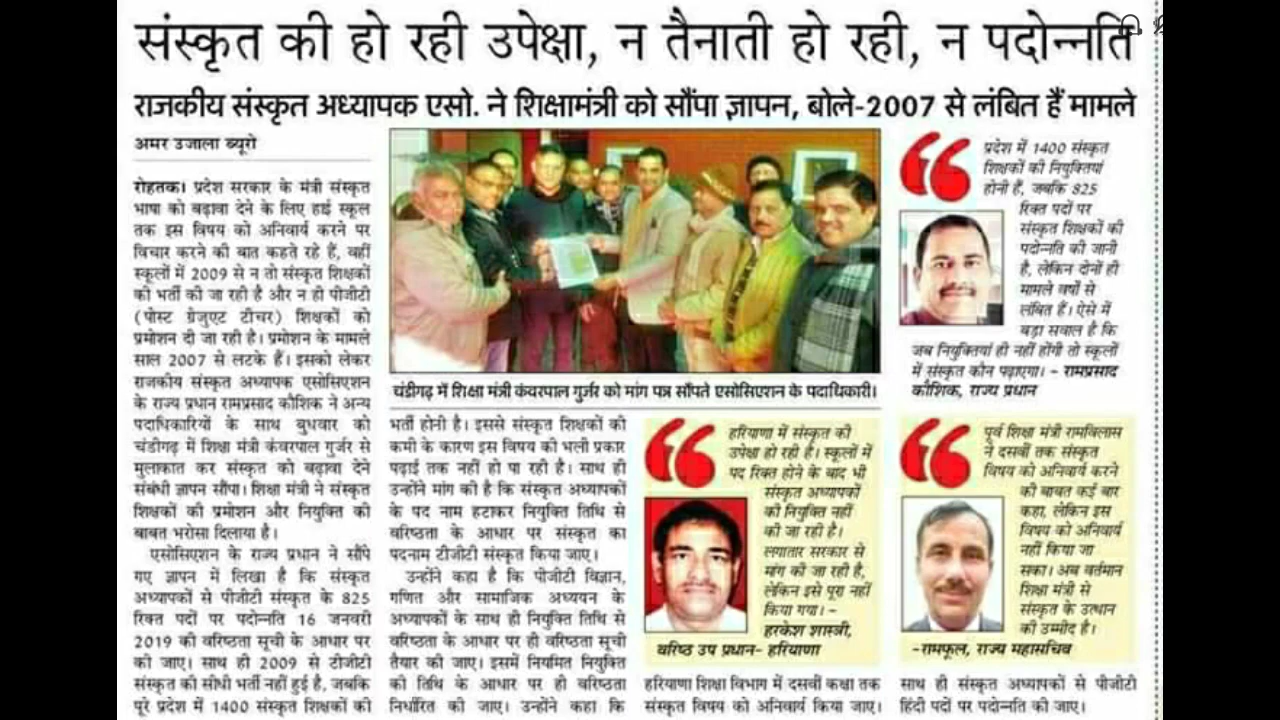 संस्कृत की हो रही उपेक्षा, न तैनाती हो रही, न पदोन्नति
राजकीय संस्कृत अध्यापक एसो. ने शिक्षामंत्री को सौंपा ज्ञापन, बोले-2007 से लंबित हैं मामले
अमर उजाला ब्यूरो
रोहतक। प्रदेश सरकार के मंत्री संस्कृत
भाषा को बढ़ावा देने के लिए हाई स्कूल
तक इस विषय को अनिवार्य करने पर
विचार करने की बात कहते रहे हैं, वहीं
स्कूलों में 2009 से न तो संस्कृत शिक्षकों
की भर्ती की जा रही है और न ही पीजीटी
(पोस्ट ग्रेजुएट टीचर) शिक्षकों को
प्रमोशन दी जा रही है। प्रमोशन के मामले
साल 2007 से लटके हैं। इसको लेकर
राजकीय संस्कृत अध्यापक एसोसिएशन
के राज्य प्रधान रामप्रसाद कौशिक ने अन्य
पदाधिकारियों के साथ बुधवार को
चंडीगढ़ में शिक्षा मंत्री कंवरपाल गुर्जर से
मुलाकात कर संस्कृत को बढ़ावा देने
संबंधी ज्ञापन सौंपा। शिक्षा मंत्री ने संस्कृत
शिक्षकों की प्रमोशन और नियुक्ति की
बाबत भरोसा दिलाया है।
एसोसिएशन के राज्य प्रधान ने सौंपे
गए ज्ञापन में लिखा है कि संस्कृत
अध्यापकों से पीजीटी संस्कृत के 825
रिक्त पदों पर पदोन्नति 16 जनवरी
2019 की वरिष्ठता सूची के आधार पर
की जाए। साथ ही 2009 से टीजीटी
संस्कृत की सीधी भर्ती नहीं हुई है, जबकि
पूरे प्रदेश में 1400 संस्कृत शिक्षकों की
चंडीगढ़ में शिक्षा मंत्री कंवरपाल गुर्जर को मांग पत्र सौंपते एसोसिएशन के पदाधिकारी।
भर्ती होनी है। इससे संस्कृत शिक्षकों की
कमी के कारण इस विषय की भली प्रकार
पढ़ाई तक नहीं हो पा रही है। साथ ही
उन्होंने मांग की है कि संस्कृत अध्यापकों
के पद नाम हटाकर नियुक्ति तिथि से
वरिष्ठता के आधार पर संस्कृत का
पदनाम टीजीटी संस्कृत किया जाए।
उन्होंने कहा है कि पीजीटी विज्ञान,
गणित और सामाजिक अध्ययन के
अध्यापकों के साथ ही नियुक्ति तिथि से
वरिष्ठता के आधार पर ही वरिष्ठता सूची
तैयार की जाए। इसमें नियमित नियुक्ति
की तिथि के आधार पर ही वरिष्ठता
निर्धारित की जाए। उन्होंने कहा कि
हरियाणा में संस्कृत की
उपेक्षा हो रही है। स्कूलों में
पद रिक्त होने के बाद भी
संस्कृत अध्यापकों
की नियुक्ति नहीं
की जा रही है।
लगातार सरकार से
मांग की जा रही है,
लेकिन इसे पूरा नहीं
किया गया। -
हरकेश शास्त्री,
वरिष्ठ उप प्रधान- हरियाणा
हरियाणा शिक्षा विभाग में दसवीं कक्षा तक
संस्कृत विषय को अनिवार्य किया जाए।
प्रदेश में 1400 संस्कृत
शिक्षकों की नियुक्तियां
होनी हैं, जबकि 825
रिक्त पदों पर
संस्कृत शिक्षकों की
पदोन्नति की जानी
है, लेकिन दोनों ही
मामले वर्षों से
लंबित हैं। ऐसे में
बड़ा सवाल है कि
जब नियुक्तियां ही नहीं होंगी तो स्कूलों
में संस्कृत कौन पढ़ाएगा। - रामप्रसाद
कौशिक, राज्य प्रधान
पूर्व शिक्षा मंत्री रामविलास
ने दसवीं तक संस्कृत
विषय को अनिवार्य करने
की बाबत कई बार
कहा, लेकिन इस
विषय को अनिवार्य
नहीं किया जा
सका। अब वर्तमान
शिक्षा मंत्री से
संस्कृत के उत्थान
की उम्मीद है।
-रामफूल, राज्य महासचिव
साथ ही संस्कृत अध्यापकों से पीजीटी
हिंदी पदों पर पदोन्नति की जाए।